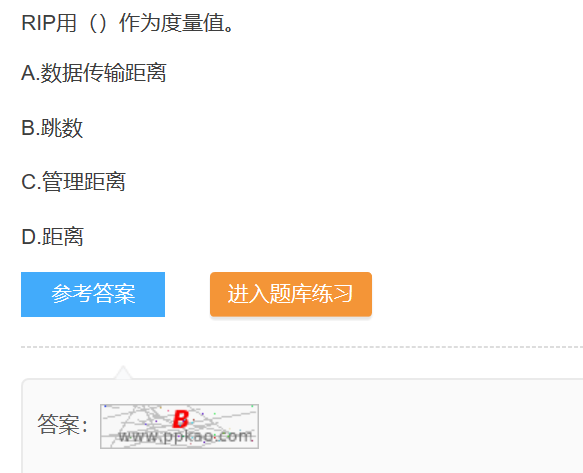 RIP用（）作为度量值。
A.数据传输距离
B.跳数
C.管理距离
D.距离
参考答案 进入题库练习
答案： B
www.ppkao.com